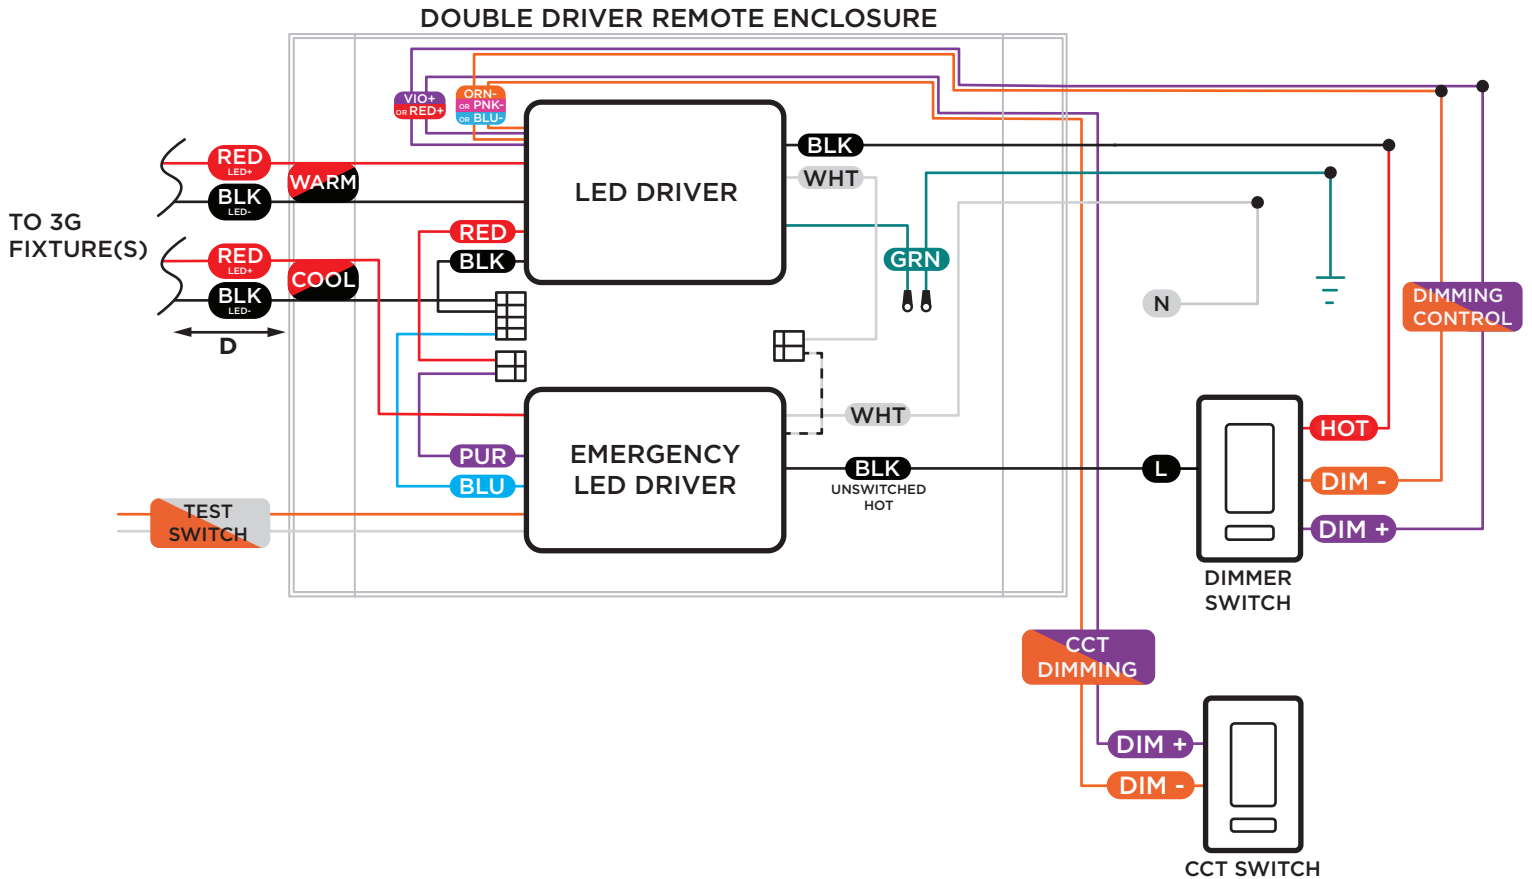 DOUBLE DRIVER REMOTE ENCLOSURE
VIO+
OR RED+
ORN-
OR PNK-
OR BLU-
RED
LED+
BLK
LED-
WARM
TO 3G
FIXTURE(S)
RED
LED+
BLK
LED-
COOL
D
LED DRIVER
BLK
WHT
GRN
RED
BLK
N
DIMMING
CONTROL
EMERGENCY
LED DRIVER
PUR
BLU
WHT
BLK
UNSWITCHED
HOT
L
HOT
DIM -
DIM +
TEST
SWITCH
DIMMER
SWITCH
CCT
DIMMING
DIM +
DIM -
CCT SWITCH